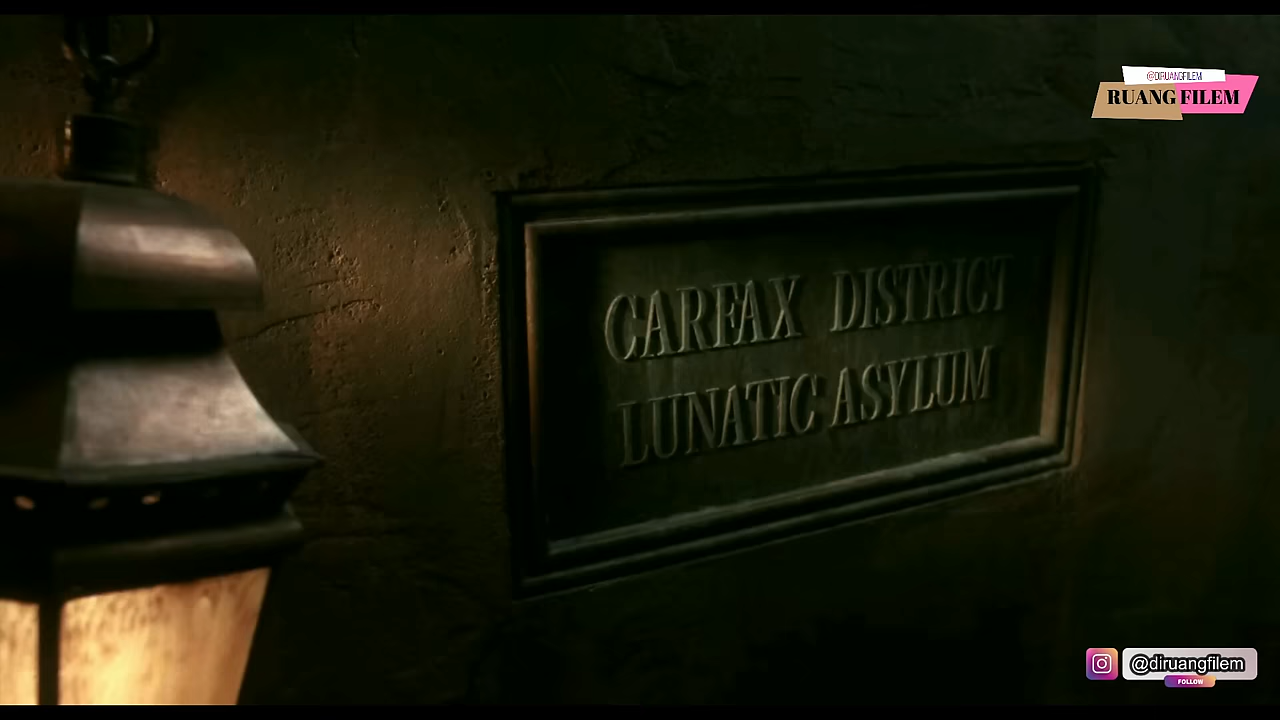 @DIRUANGFILEM
RUANG FILEM
CARFAX DISTRICT
LUNATIC ASYLUM
@diruangfilem
FOLLOW